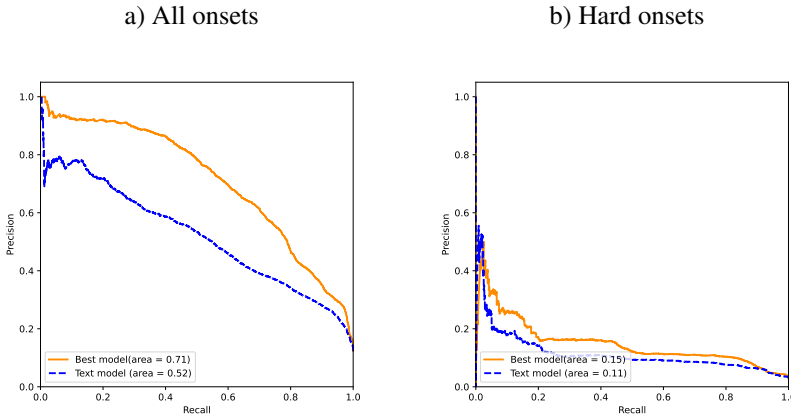 a) All onsets
b) Hard onsets
1.0
0.8
0.6
0.4
0.2
0.0
Precision
0.0 0.2 0.4 0.6 0.8 1.0
Recall
Best model(area = 0.71)
Text model (area = 0.52)
1.0
0.8
0.6
0.4
0.2
0.0
Precision
0.0 0.2 0.4 0.6 0.8 1.0
Recall
Best model(area = 0.15)
Text model (area = 0.11)